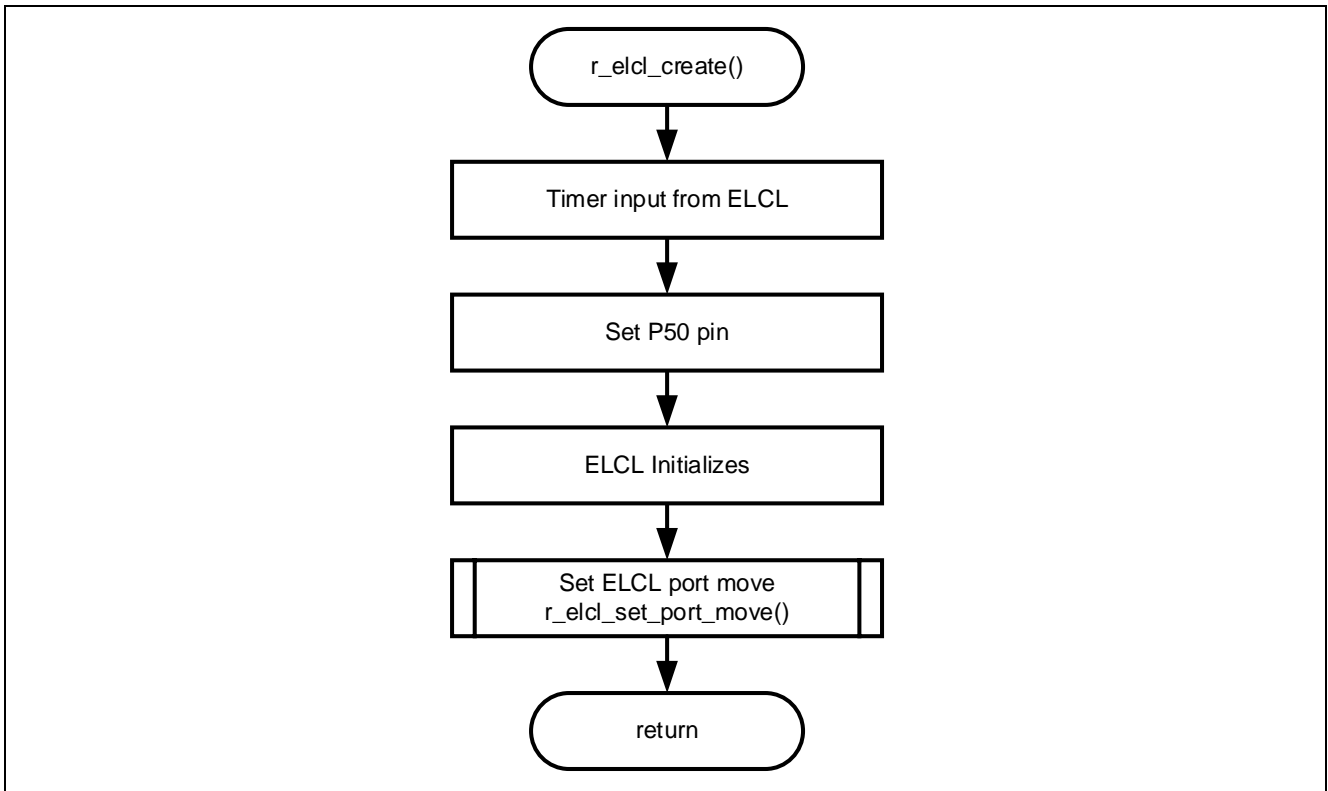 r_elcl_create()
Timer input from ELCL
Set P50 pin
ELCL Initializes
Set ELCL port move
r_elcl_set_port_move()
return